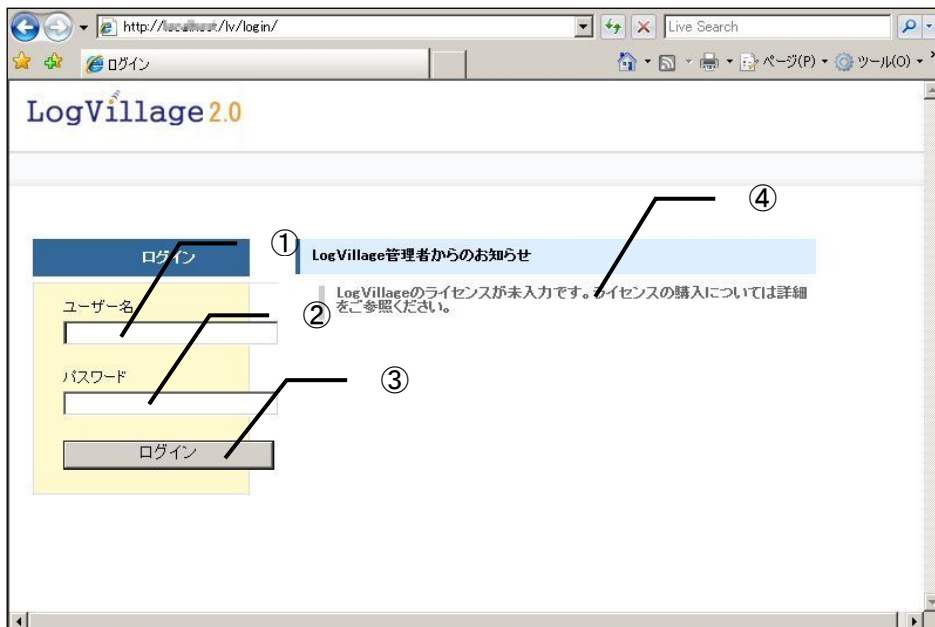 http://localhost/lv/login/
Live Search
ログイン
ページ(P)
ツール(O)
LogVillage 2.0
④
ログイン
①
LogVillage管理者からのお知らせ
LogVillageのライセンスが未入力です。ライセンスの購入については詳細
をご参照ください。
ユーザー名
②
パスワード
③
ログイン